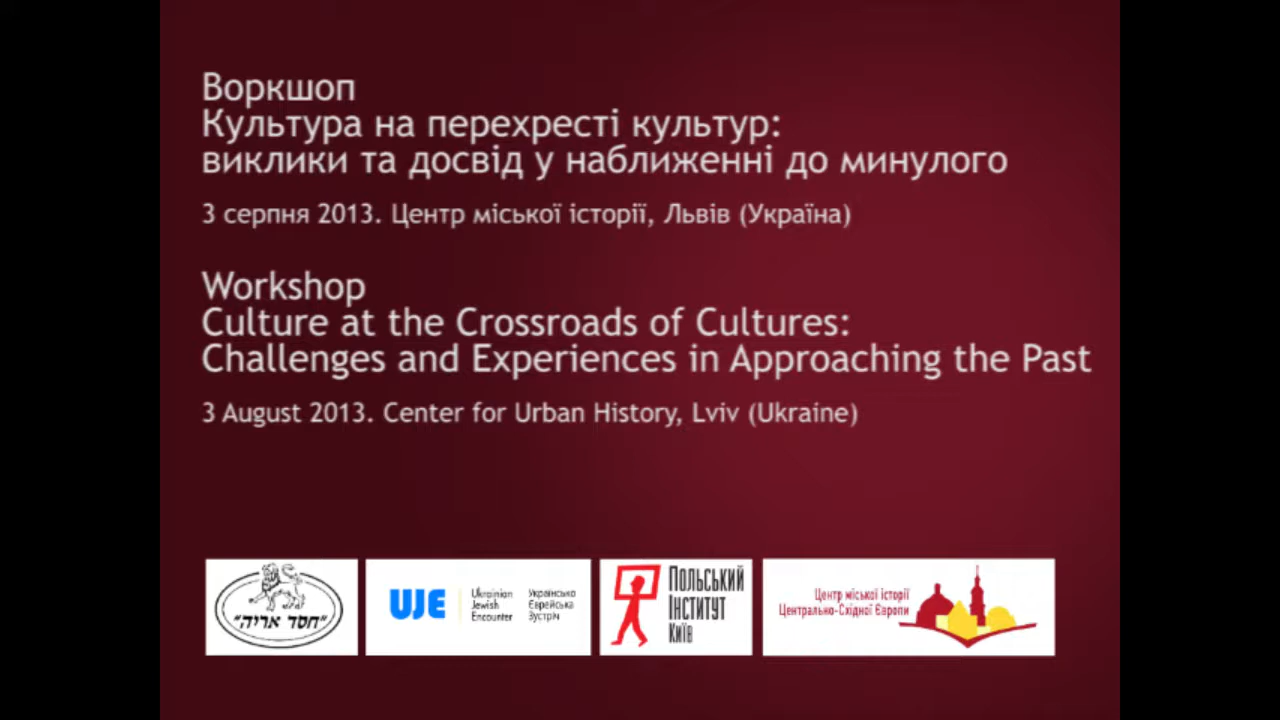 Воркшоп
Культура на перехресті культур:
виклики та досвід у наближенні до минулого
3 серпня 2013. Центр міської історії, Львів (Україна)
Workshop
Culture at the Crossroads of Cultures:
Challenges and Experiences in Approaching the Past
3 August 2013. Center for Urban History, Lviv (Ukraine)
"חסד אריה"
UJE
Ukrainian
Jewish
Encounter
Українсько
Єврейська
Зустріч
Польський
Інститут
Київ
Центр міської історії
Центрально-Східної Європи